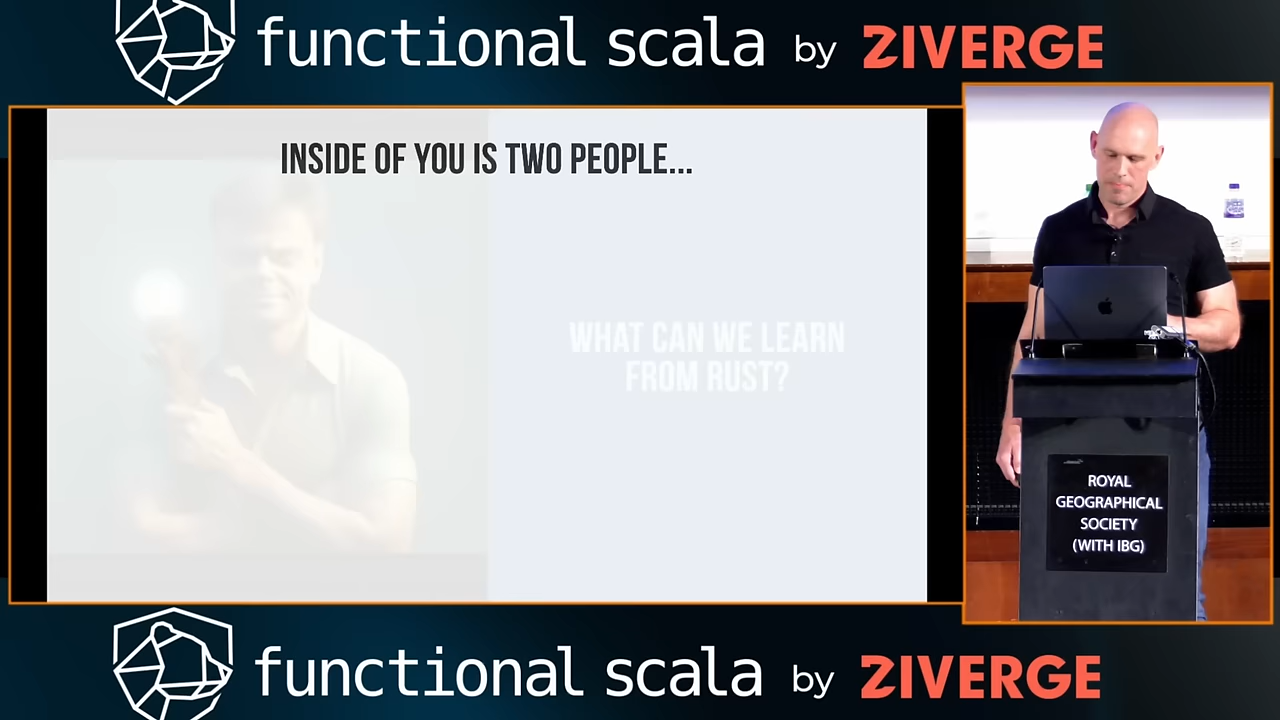 functional scala by ZIVERGE
INSIDE OF YOU IS TWO PEOPLE...
WHAT CAN WE LEARN
FROM RUST?
ROYAL
GEOGRAPHICAL
SOCIETY
(WITH IBG)
functional scala by ZIVERGE